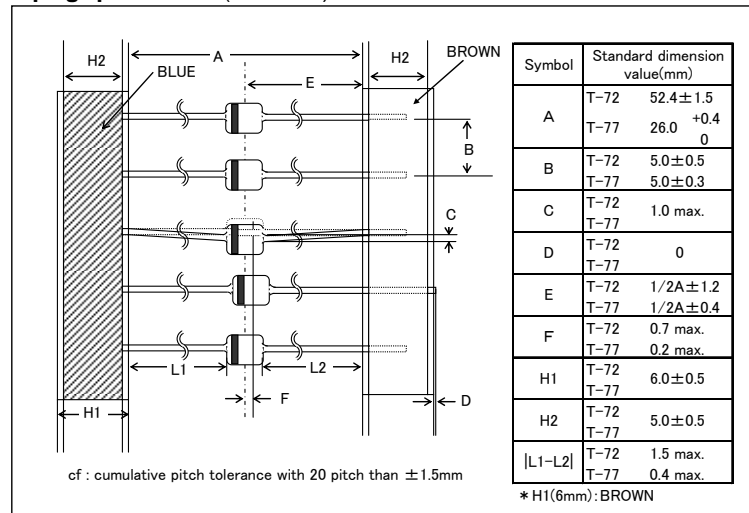 H2
A
H2
BROWN
BLUE
E
B
C
L1
L2
F
D
H1
cf : cumulative pitch tolerance with 20 pitch than ±1.5mm
Symbol Standard dimension
value(mm)
A T-72 52.4±1.5
T-77 26.0 +0.4
0
B T-72 5.0±0.5
T-77 5.0±0.3
C T-72 1.0 max.
T-77
D T-72 0
T-77
E T-72 1/2A±1.2
T-77 1/2A±0.4
F T-72 0.7 max.
T-77 0.2 max.
H1 T-72 6.0±0.5
T-77
H2 T-72 5.0±0.5
T-77
|L1-L2| T-72 1.5 max.
T-77 0.4 max.
* H1(6mm):BROWN